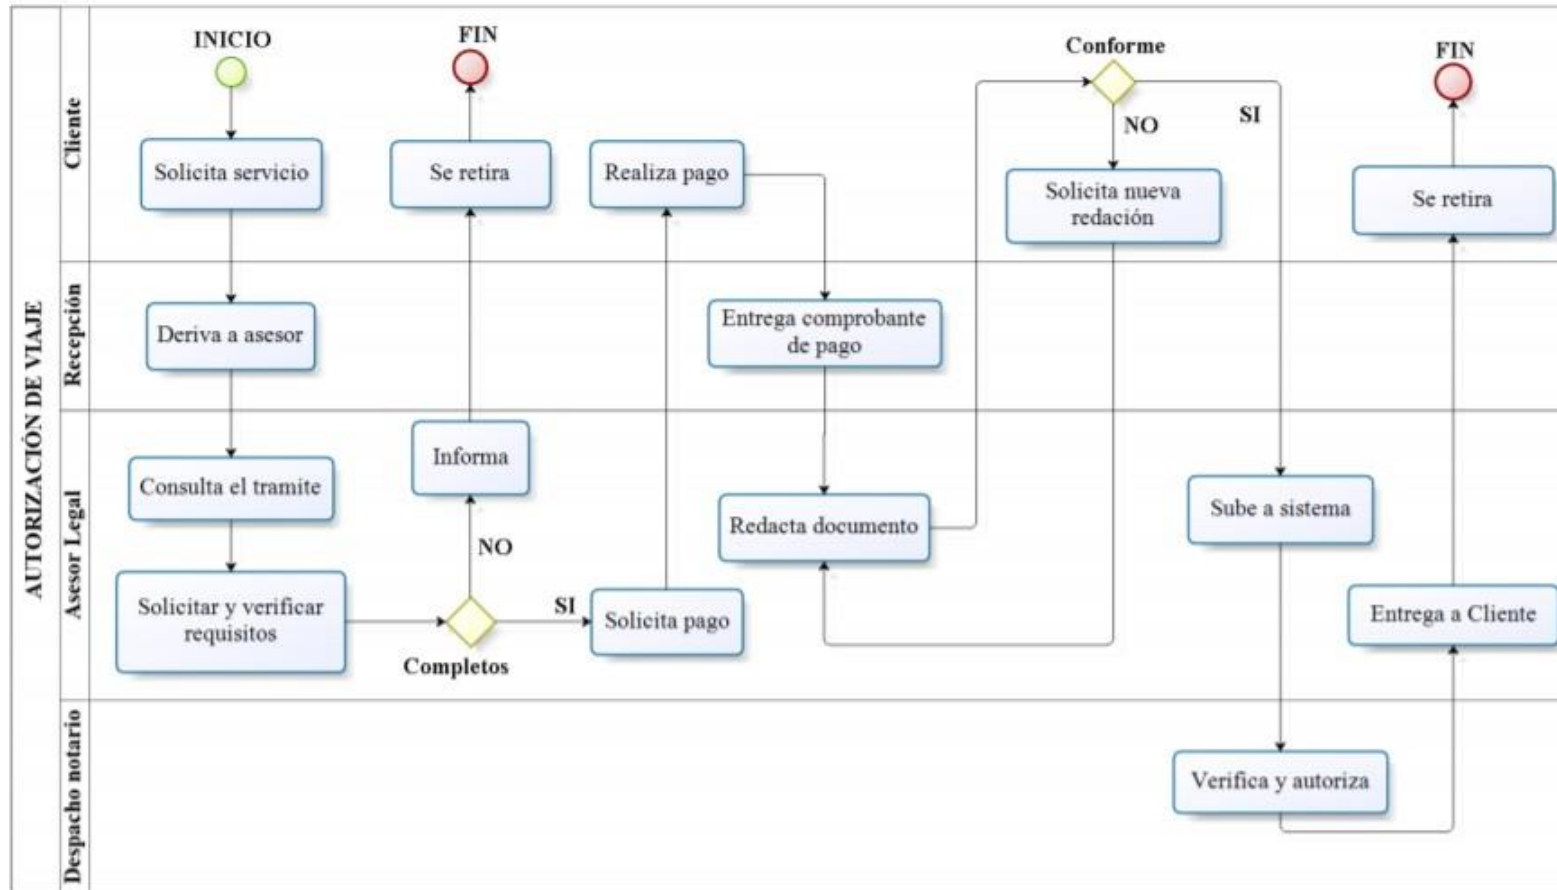 AUTORIZACIÓN DE VIAJE
Cliente
INICIO
FIN
Conforme
FIN
Solicita servicio
Se retira
Realiza pago
NO
SI
Solicita nueva
redación
Se retira
Recepción
Deriva a asesor
Entrega comprobante
de pago
Asesor Legal
Consulta el tramite
Informa
Redacta documento
Sube a sistema
NO
Solicitar y verificar
requisitos
SI
Solicita pago
Completos
Entrega a Cliente
Despacho notario
Verifica y autoriza